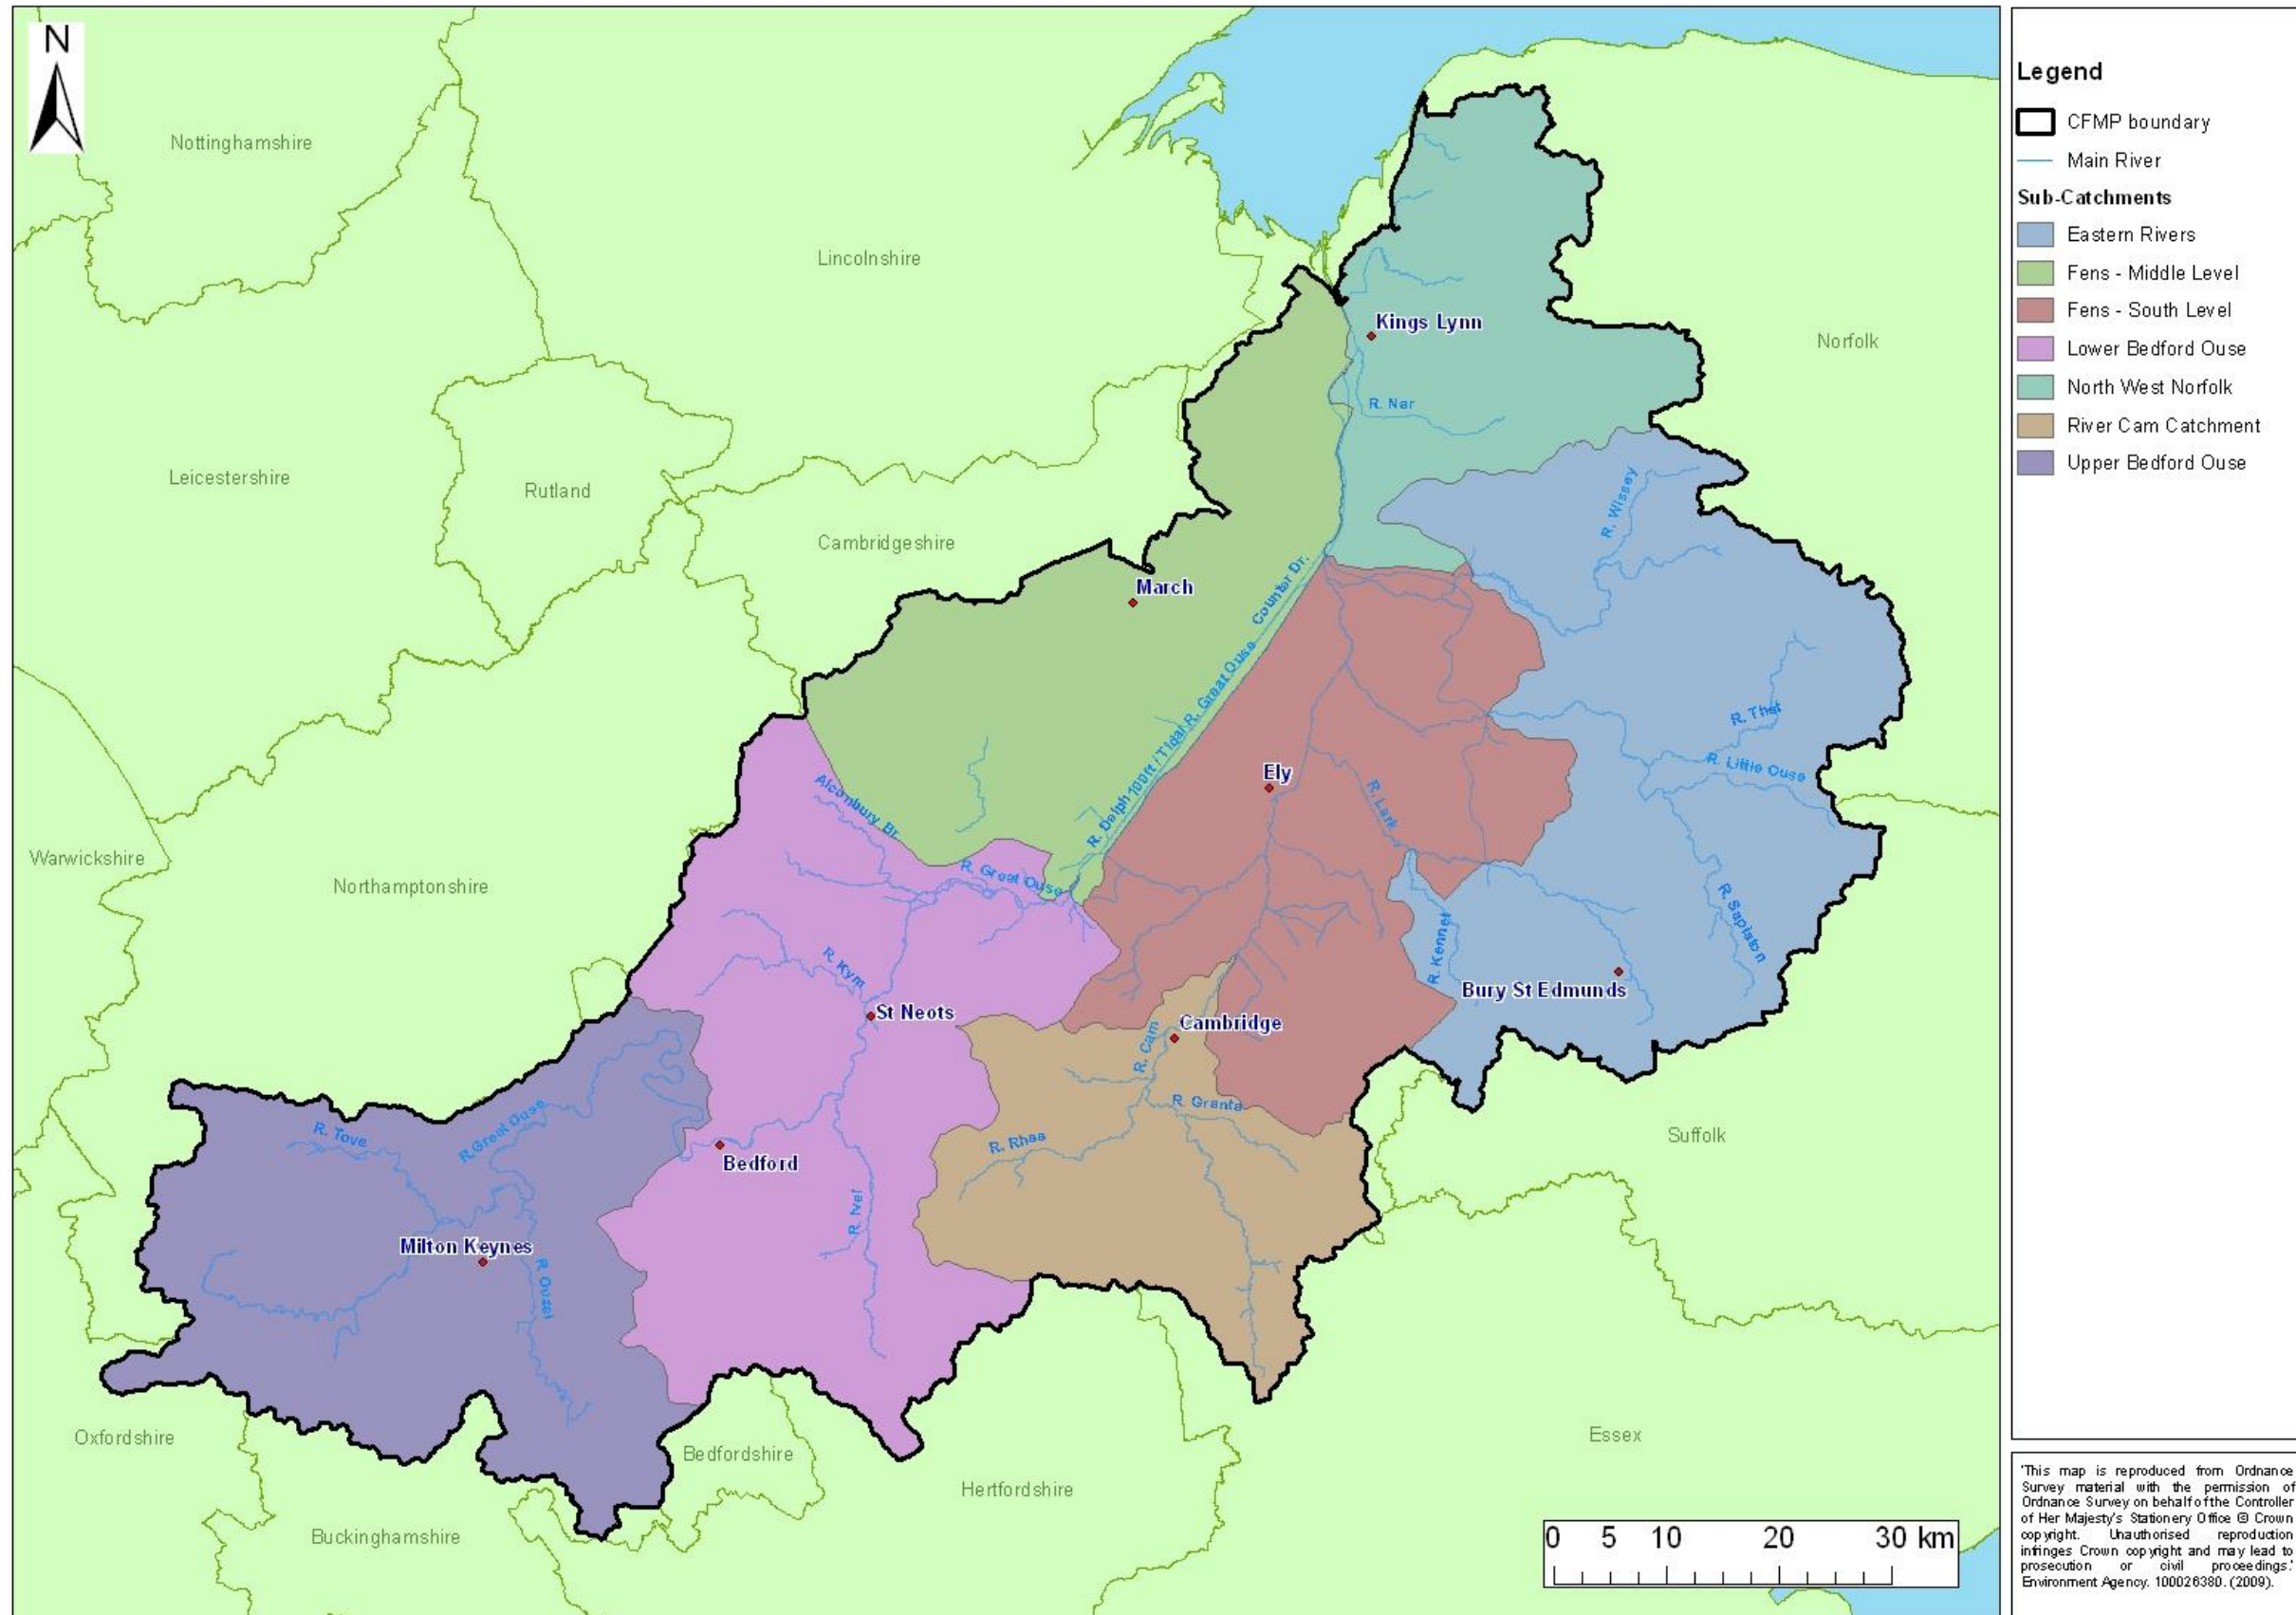 N
Nottinghamshire
Lincolnshire
Kings Lynn
Norfolk
R. Nar
Leicestershire
Rutland
R. Wissey
Cambridgeshire
March
Counter Dr.
R. Delph 100ft / Tidal R. Great Ouse
R. Thet
R. Little Ouse
Ely
Alconbury Br.
R. Lark
Warwickshire
Northamptonshire
R. Great Ouse
R. Sapiston
R. Kennet
R. Kym
Bury St Edmunds
St Neots
Cambridge
R. Cam
R. Granta
R. Great Ouse
R. Tove
R. Rhee
Suffolk
Bedford
R. Ivel
Milton Keynes
R. Ouzel
Oxfordshire
Bedfordshire
Essex
Hertfordshire
Buckinghamshire
0 5 10 20 30 km
Legend
CFMP boundary
Main River
Sub-Catchments
Eastern Rivers
Fens - Middle Level
Fens - South Level
Lower Bedford Ouse
North West Norfolk
River Cam Catchment
Upper Bedford Ouse
'This map is reproduced from Ordnance
Survey material with the permission of
Ordnance Survey on behalf of the Controller
of Her Majesty's Stationery Office © Crown
copyright. Unauthorised reproduction
infringes Crown copyright and may lead to
prosecution or civil proceedings.'
Environment Agency. 100026380. (2009).